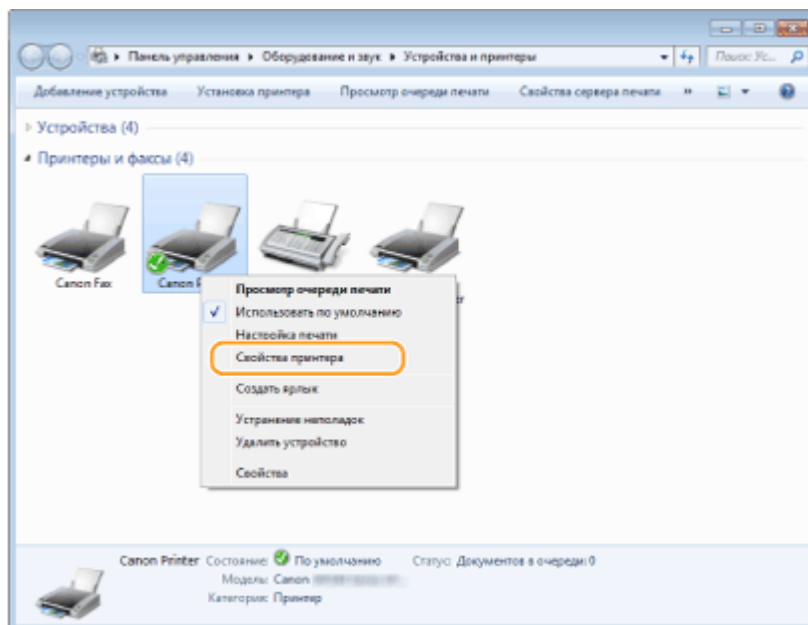 Панель управления ▸ Оборудование и звук ▸ Устройства и принтеры Поиск: Ус...
Добавление устройства Установка принтера Просмотр очереди печати Свойства сервера печати »
Устройства (4)
Принтеры и факсы (4)
Canon Fax
Canon
Просмотр очереди печати
Использовать по умолчанию
Настройка печати
Свойства принтера
Создать ярлык
Устранение неполадок
Удалить устройство
Свойства
Canon Printer Состояние: По умолчанию Статус: Документов в очереди: 0
Модель: Canon
Категория: Принтер